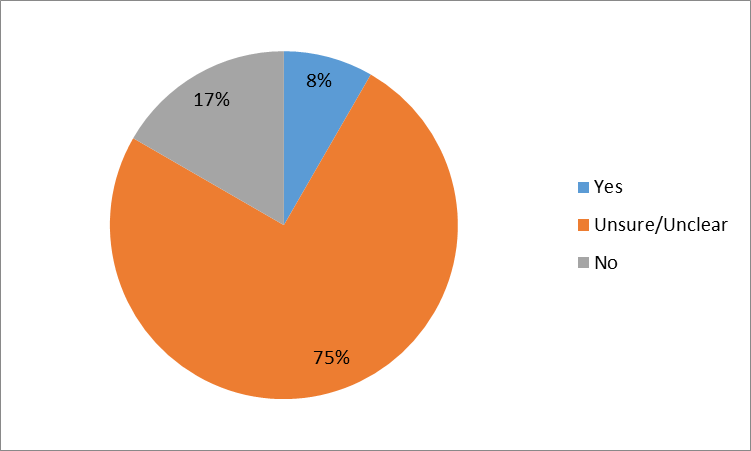 8%
17%
Yes
Unsure/Unclear
No
75%